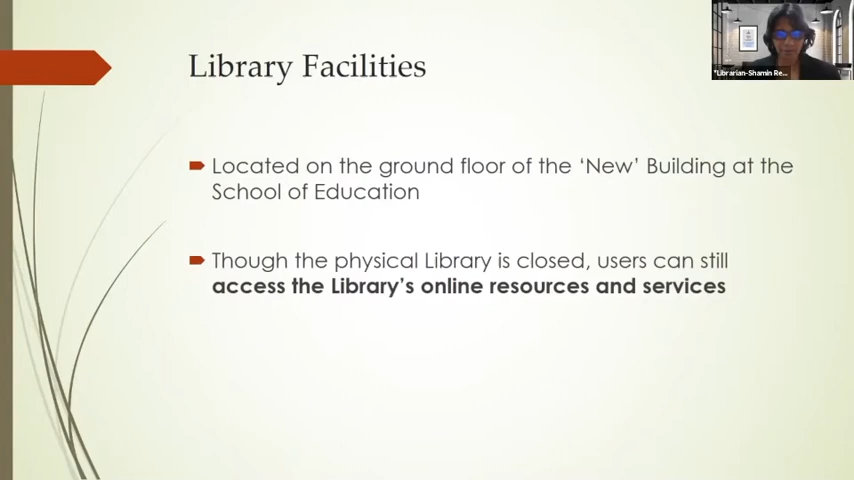 Library Facilities
"Librarian-Shamin Re...
Located on the ground floor of the ‘New’ Building at the
School of Education
Though the physical Library is closed, users can still
access the Library’s online resources and services